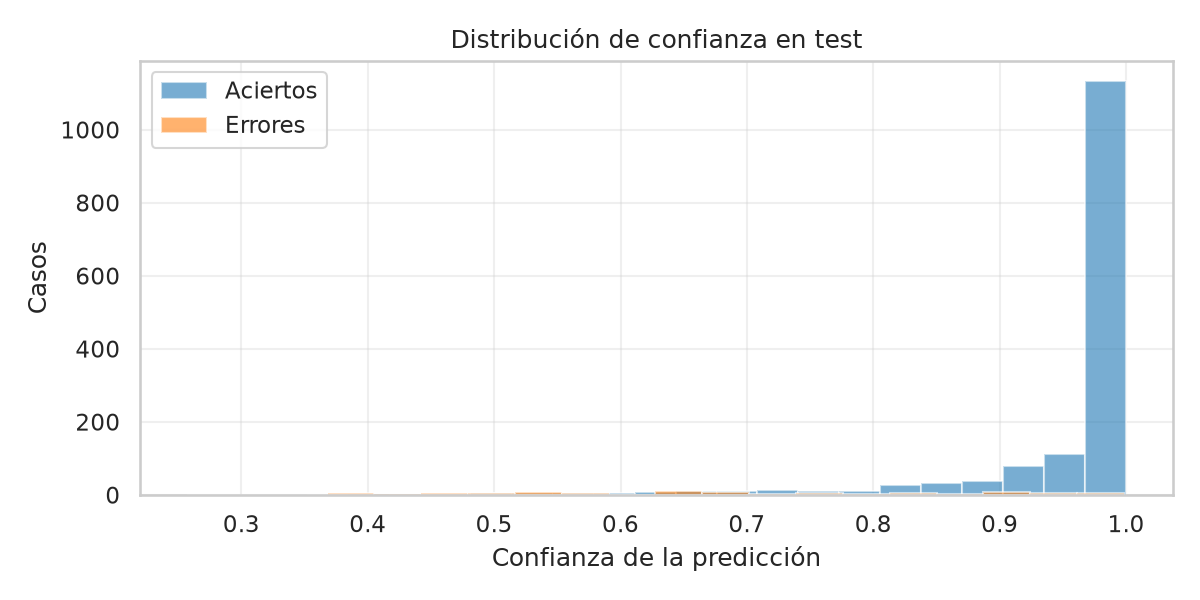 Distribución de confianza en test
Aciertos
Errores
Casos
1000
800
600
400
200
0
0.3 0.4 0.5 0.6 0.7 0.8 0.9 1.0
Confianza de la predicción